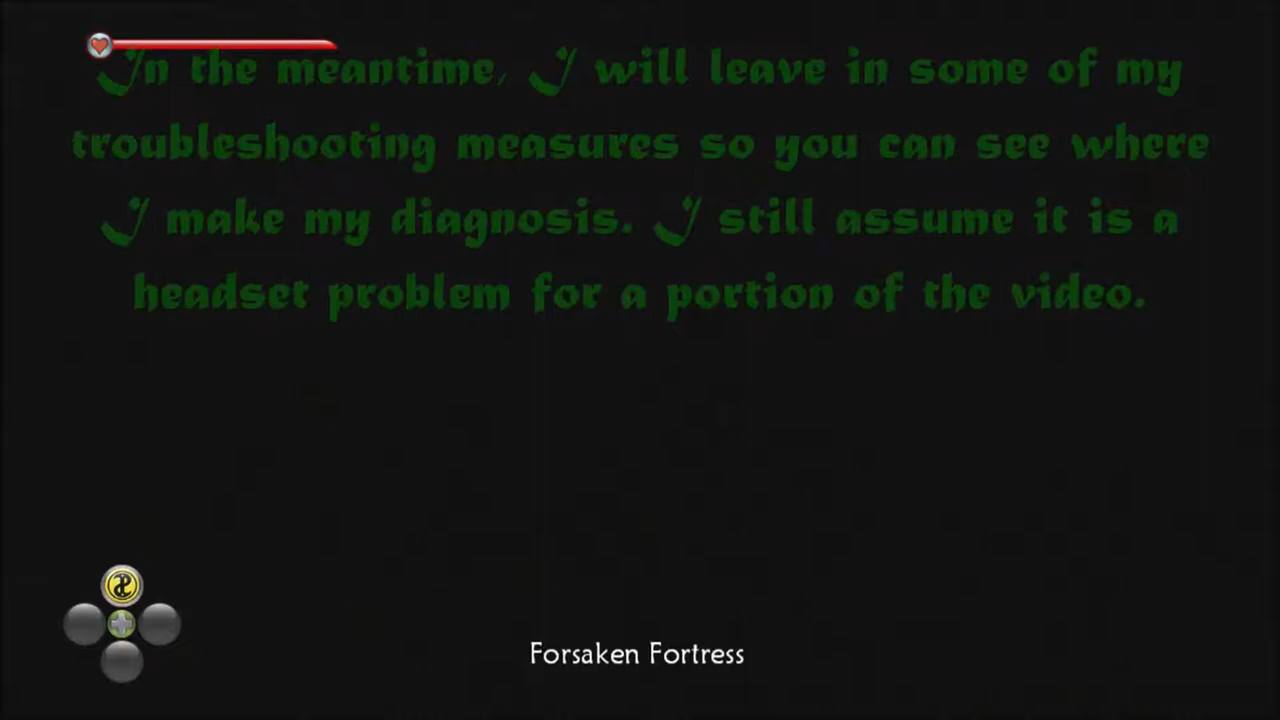 In the meantime, I will leave in some of my
troubleshooting measures so you can see where
I make my diagnosis. I still assume it is a
headset problem for a portion of the video.
Forsaken Fortress